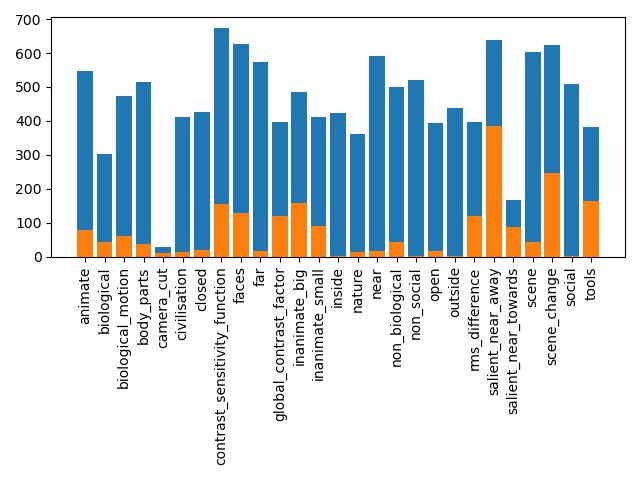 700
600
500
400
300
200
100
0
animate
biological
biological_motion
body_parts
camera_cut
civilisation
closed
contrast_sensitivity_function
faces
far
global_contrast_factor
inanimate_big
inanimate_small
inside
nature
near
non_biological
non_social
open
outside
rms_difference
salient_near_away
salient_near_towards
scene
scene_change
social
tools